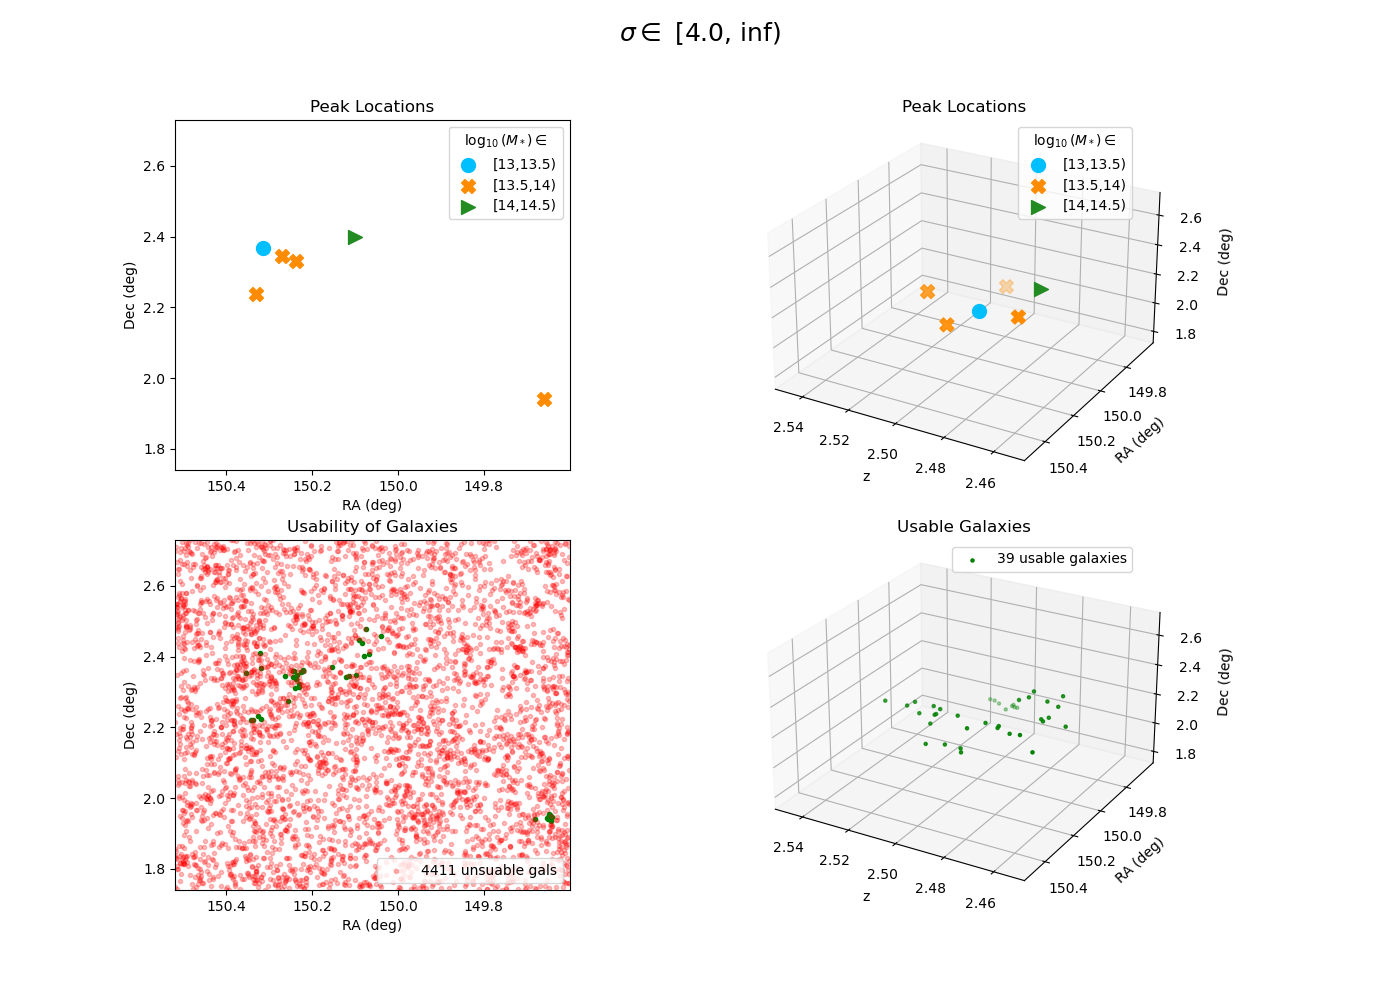 σ ∈ [4.0, inf)
Peak Locations
log₁₀(M*) ∈
[13,13.5)
[13.5,14)
[14,14.5)
2.6
2.4
2.2
2.0
1.8
Dec (deg)
150.4 150.2 150.0 149.8
RA (deg)
Peak Locations
log₁₀(M*) ∈
[13,13.5)
[13.5,14)
[14,14.5)
2.6
2.4
2.2
2.0
1.8
Dec (deg)
149.8
150.0
150.2
150.4
RA (deg)
2.54
2.52
2.50
2.48
2.46
z
Usability of Galaxies
2.6
2.4
2.2
2.0
1.8
Dec (deg)
4411 unsuable gals
150.4 150.2 150.0 149.8
RA (deg)
Usable Galaxies
39 usable galaxies
2.6
2.4
2.2
2.0
1.8
Dec (deg)
149.8
150.0
150.2
150.4
RA (deg)
2.54
2.52
2.50
2.48
2.46
z